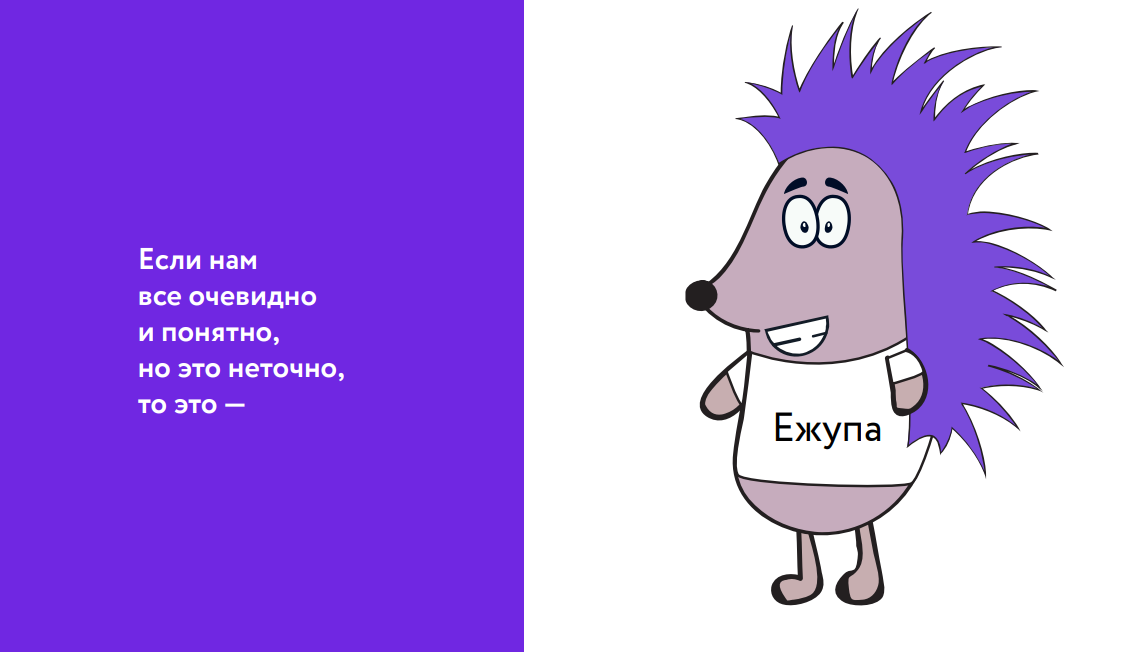 Если нам
все очевидно
и понятно,
но это неточно,
то это —
Ежупа